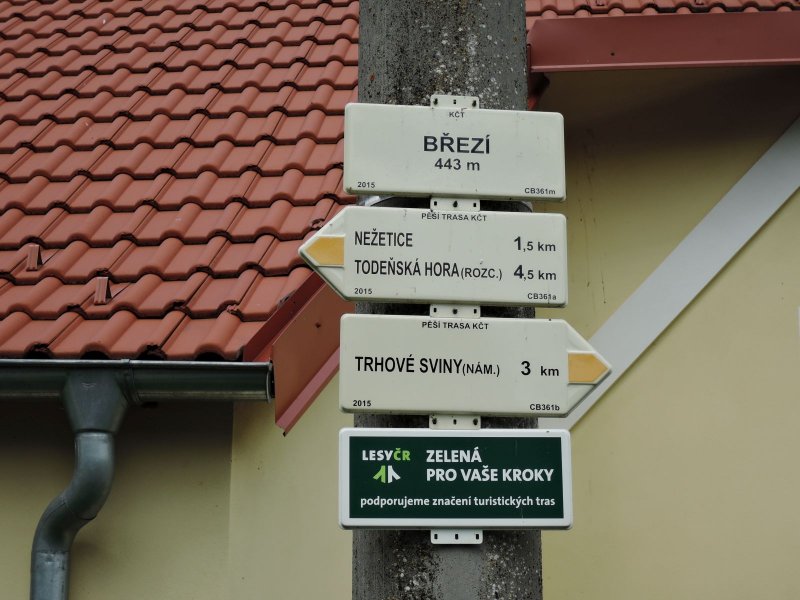 KČT
BŘEZÍ
443 m
2015 CB361m
PĚŠÍ TRASA KČT
NEŽETICE 1,5 km
TODEŇSKÁ HORA (ROZC.) 4,5 km
2015 CB361a
PĚŠÍ TRASA KČT
TRHOVÉ SVINY (NÁM.) 3 km
2015 CB361b
LESY ČR ZELENÁ
PRO VAŠE KROKY
podporujeme značení turistických tras